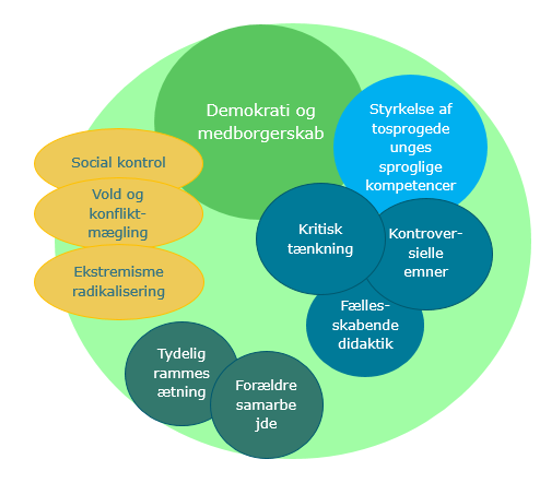 Demokrati og
medborgerskab
Styrkelse af
tosprogede
unges
sproglige
kompetencer
Social kontrol
Vold og
konflikt-
mægling
Ekstremisme
radikalisering
Kritisk
tænkning
Kontrover-
sielle
emner
Fælles-
skabende
didaktik
Tydelig
rammes
ætning
Forældre
samarbe
jde